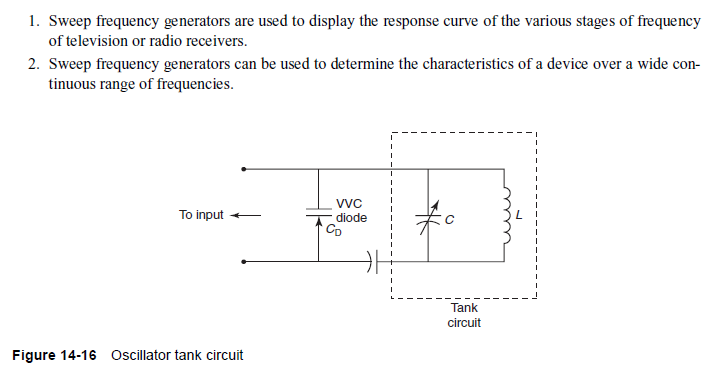 1. Sweep frequency generators are used to display the response curve of the various stages of frequency
of television or radio receivers.
2. Sweep frequency generators can be used to determine the characteristics of a device over a wide con-
tinuous range of frequencies.
To input
VVC
diode
CD
C
L
Tank
circuit
Figure 14-16 Oscillator tank circuit